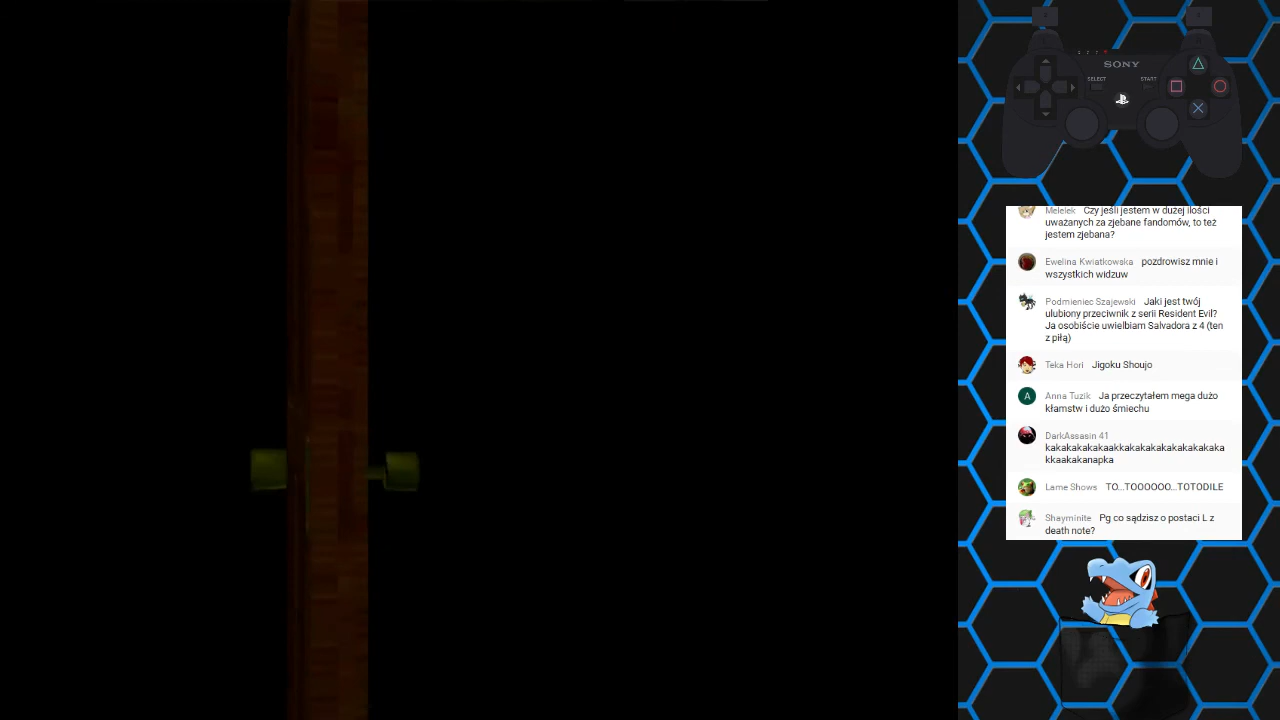 SONY
SELECT
START
Melelek Czy jeśli jestem w dużej ilości
uważanych za zjebane fandomów, to też
jestem zjebana?
Ewelina Kwiatkowska pozdrowisz mnie i
wszystkich widzuw
Podmieniec Szajewski Jaki jest twój
ulubiony przeciwnik z serii Resident Evil?
Ja osobiście uwielbiam Salvadora z 4 (ten
z piłą)
Teka Hori Jigoku Shoujo
A Anna Tuzik Ja przeczytałem mega dużo
kłamstw i dużo śmiechu
DarkAssasin 41
kakakakakakaakkakakakakakakakakaka
kkaakakanapka
Lame Shows TO...TOOOOOO...TOTODILE
Shayminite Pg co sądzisz o postaci L z
death note?